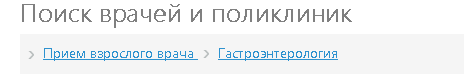 Поиск врачей и поликлиник
> Прием взрослого врача > Гастроэнтерология